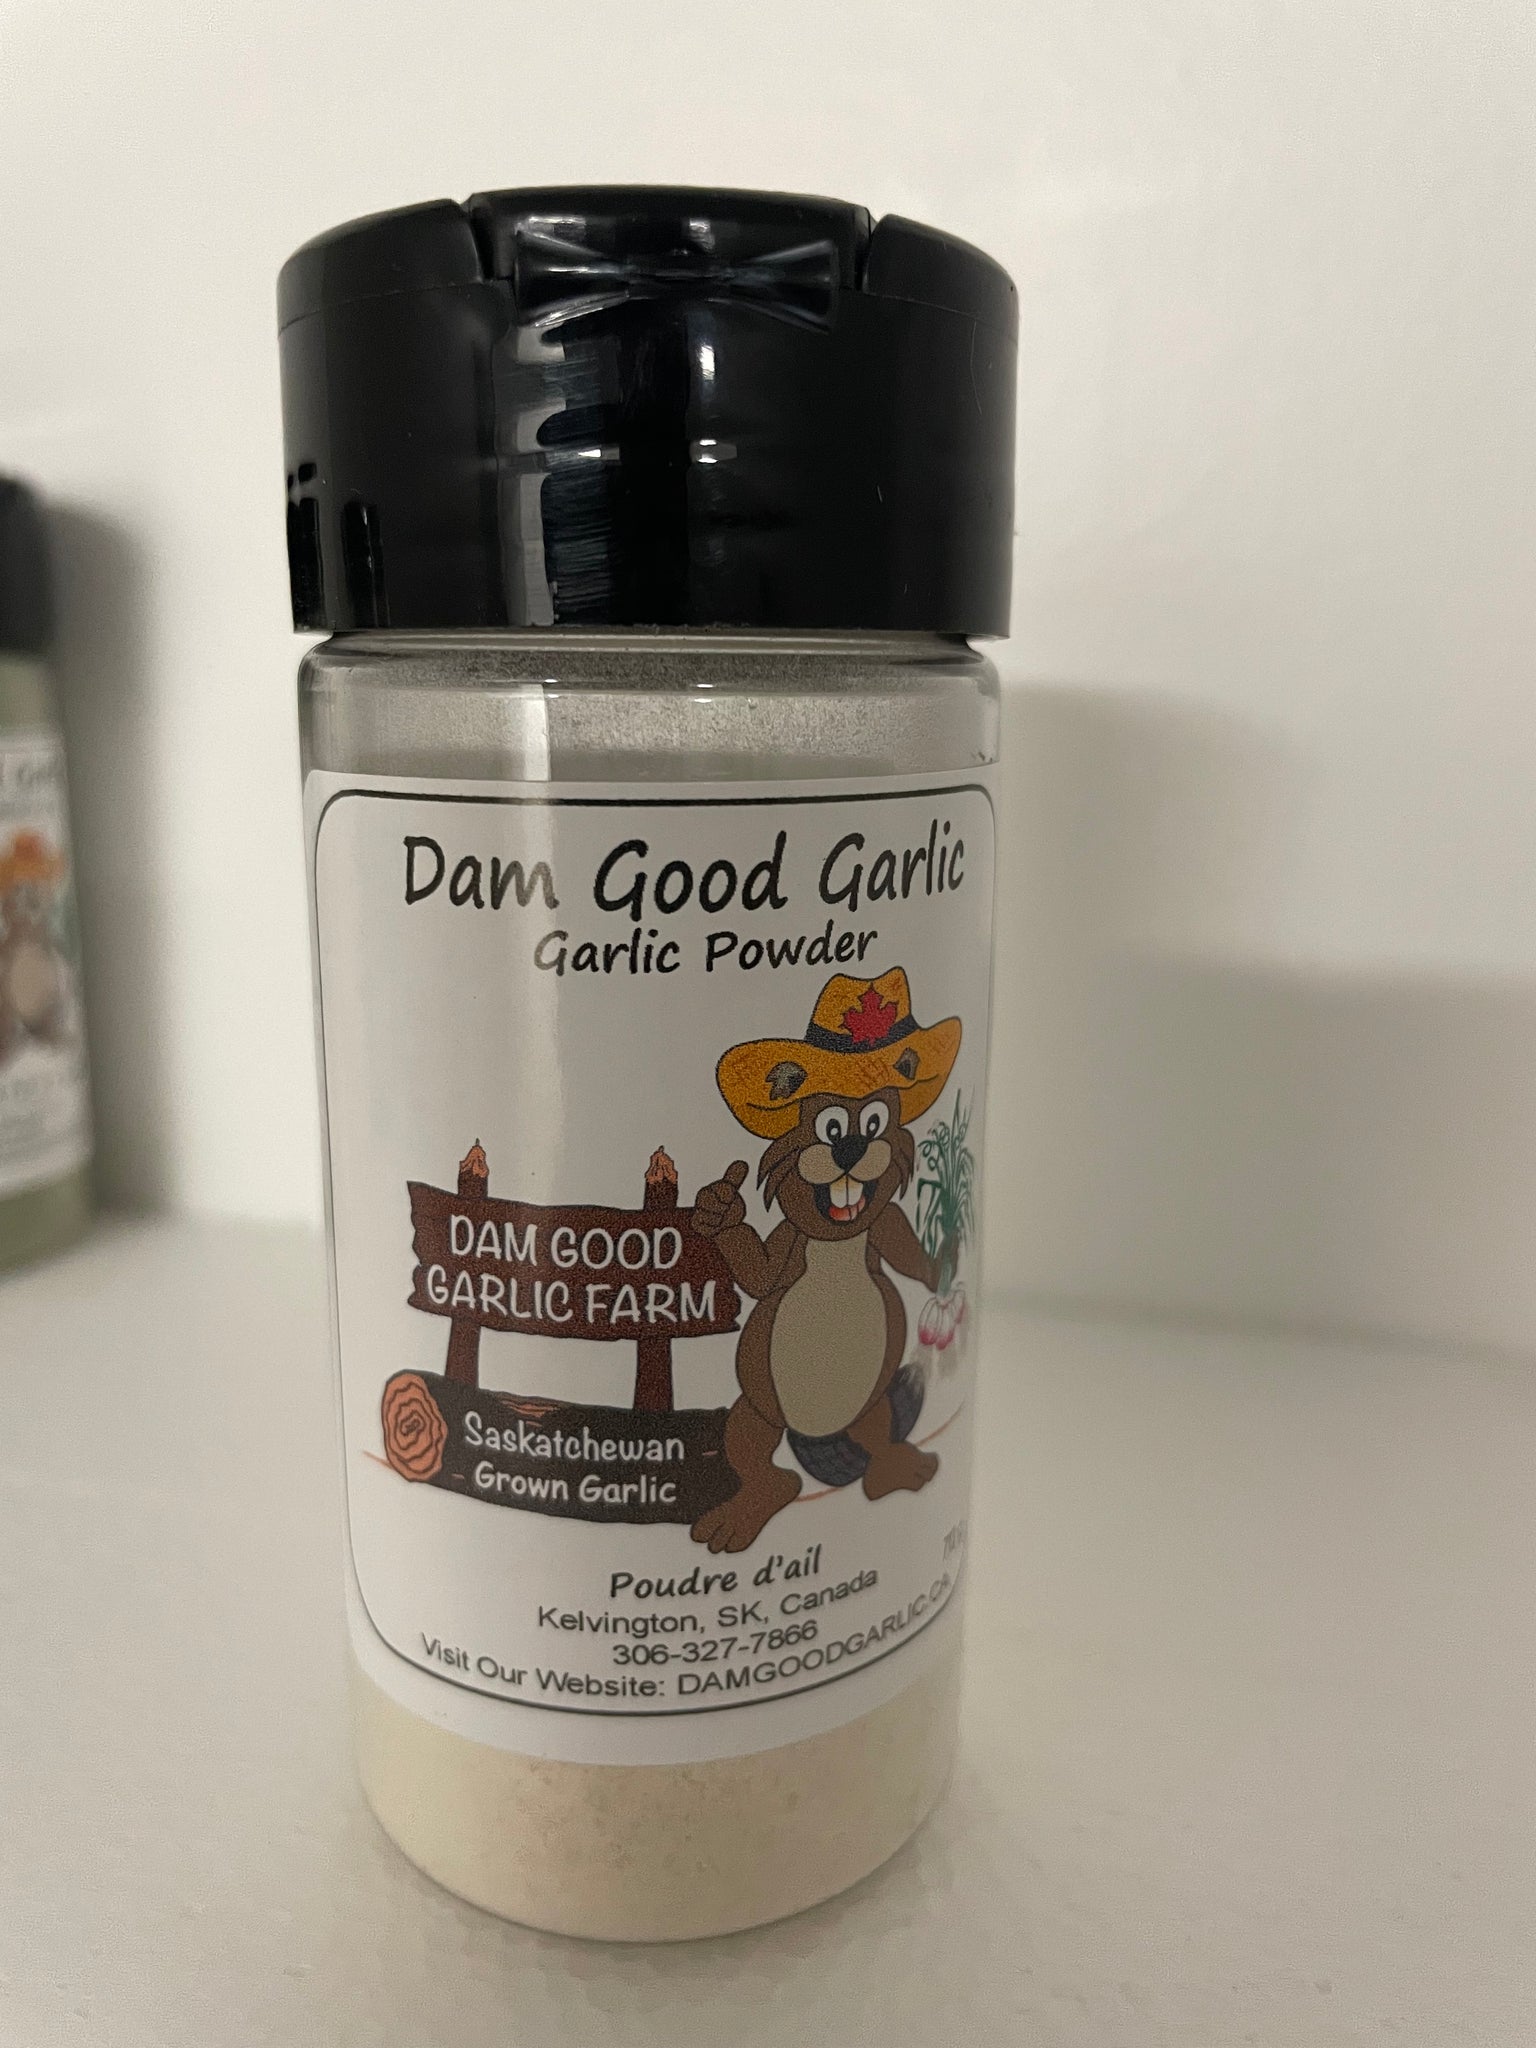 Dam Good Garlic
Garlic Powder
DAM GOOD
GARLIC FARM
Saskatchewan
Grown Garlic
Poudre d'ail
Kelvington, SK, Canada
306-327-7866
Visit Our Website: DAMGOODGARLIC.CA